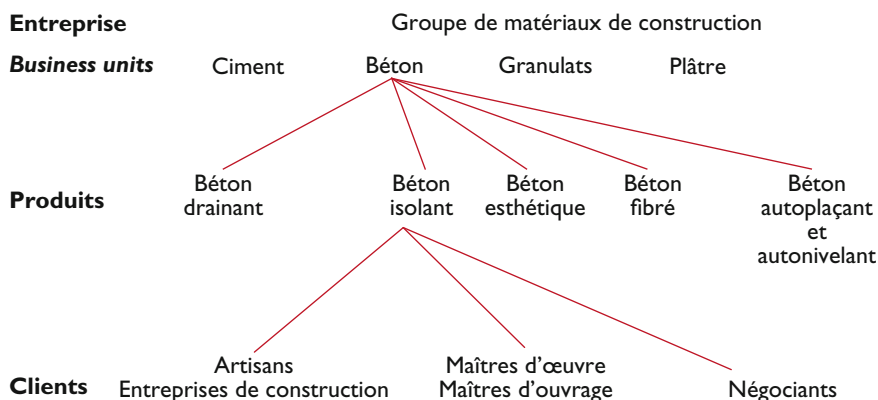 Entreprise Groupe de matériaux de construction
Business units Ciment Béton Granulats Plâtre
Béton Béton Béton Béton Béton
Produits drainant isolant esthétique fibré autoplaçant
et
autonivelant
Artisans Maîtres d'œuvre
Clients Entreprises de construction Maîtres d'ouvrage Négociants